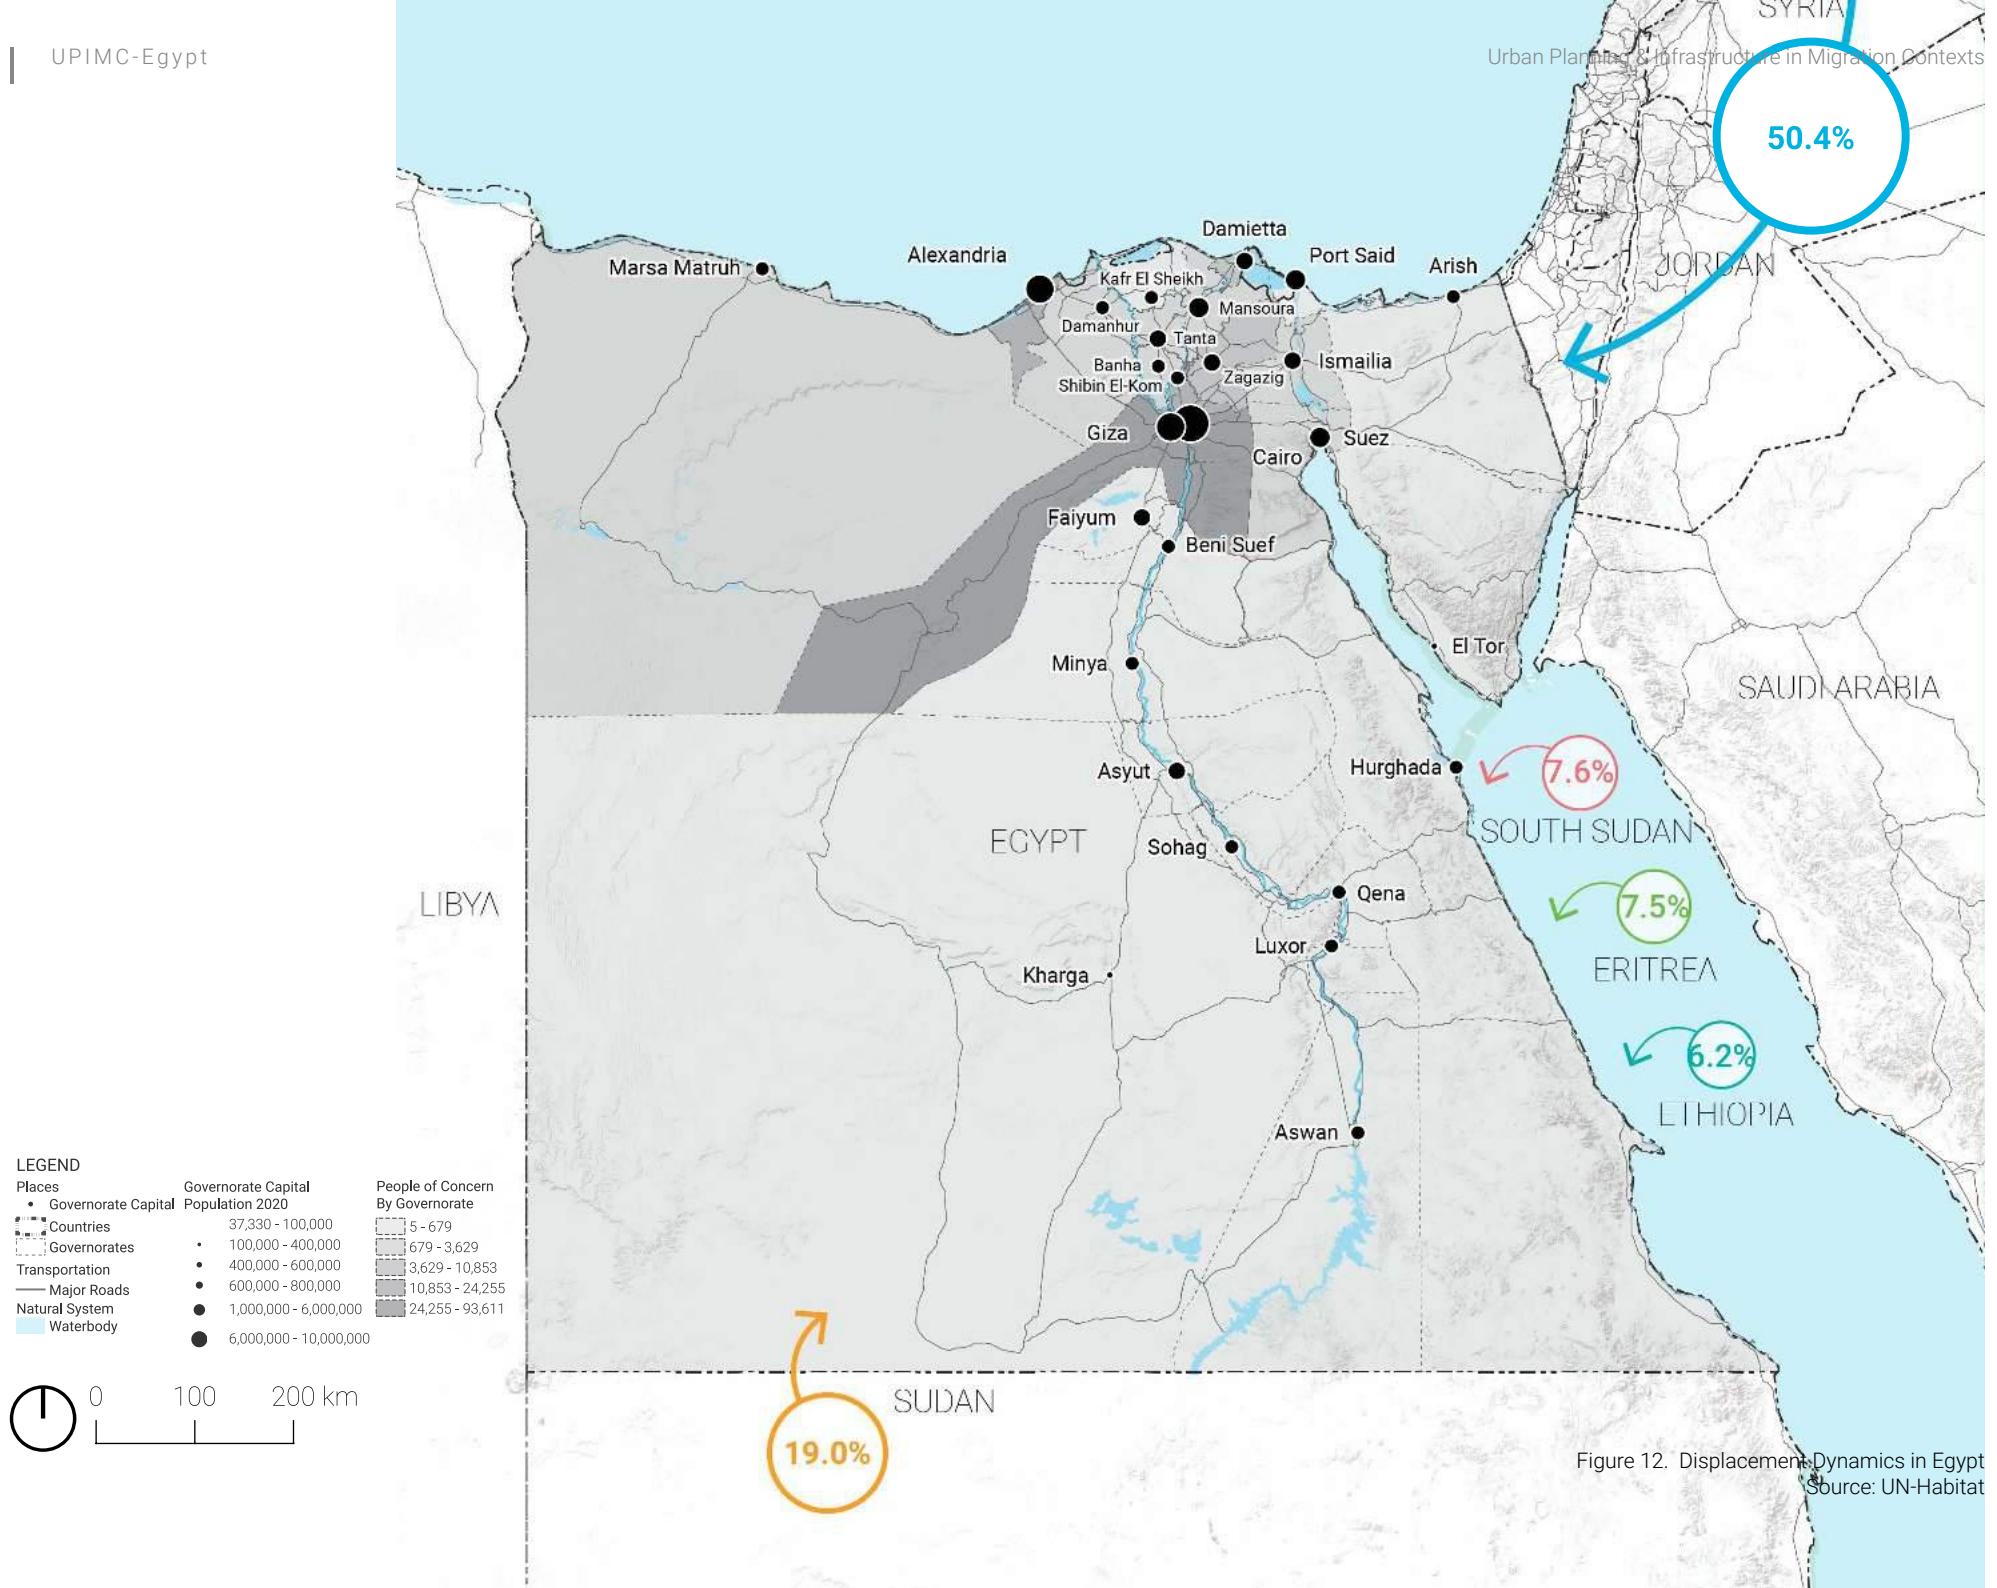 UPIMC-Egypt
Urban Planning & Infrastructure in Migration Contexts
SYRIA
50.4%
JORDAN
Damietta
Alexandria
Port Said
Arish
Marsa Matruh
Kafr El Sheikh
Mansoura
Damanhur
Tanta
Banha
Ismailia
Shibin El-Kom
Zagazig
Giza
Suez
Cairo
Faiyum
Beni Suef
El Tor
Minya
SAUDI ARABIA
Asyut
Hurghada
7.6%
SOUTH SUDAN
EGYPT
Sohag
LIBYA
Qena
7.5%
Luxor
ERITREA
Kharga
6.2%
ETHIOPIA
Aswan
LEGEND
Places
Governorate Capital
Countries
Governorates
Transportation
Major Roads
Natural System
Waterbody
Governorate Capital
Population 2020
37,330 - 100,000
100,000 - 400,000
400,000 - 600,000
600,000 - 800,000
1,000,000 - 6,000,000
6,000,000 - 10,000,000
People of Concern
By Governorate
5 - 679
679 - 3,629
3,629 - 10,853
10,853 - 24,255
24,255 - 93,611
0 100 200 km
SUDAN
19.0%
Figure 12. Displacement Dynamics in Egypt
Source: UN-Habitat